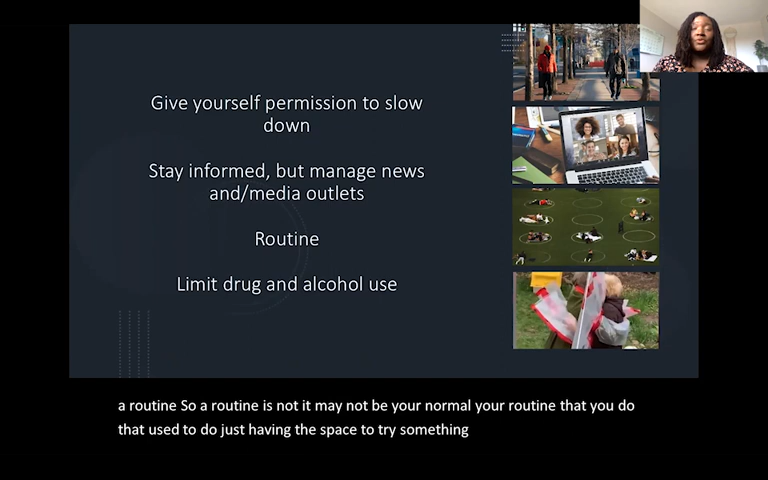 Give yourself permission to slow
down
Stay informed, but manage news
and/media outlets
Routine
Limit drug and alcohol use
a routine So a routine is not it may not be your normal your routine that you do
that used to do just having the space to try something